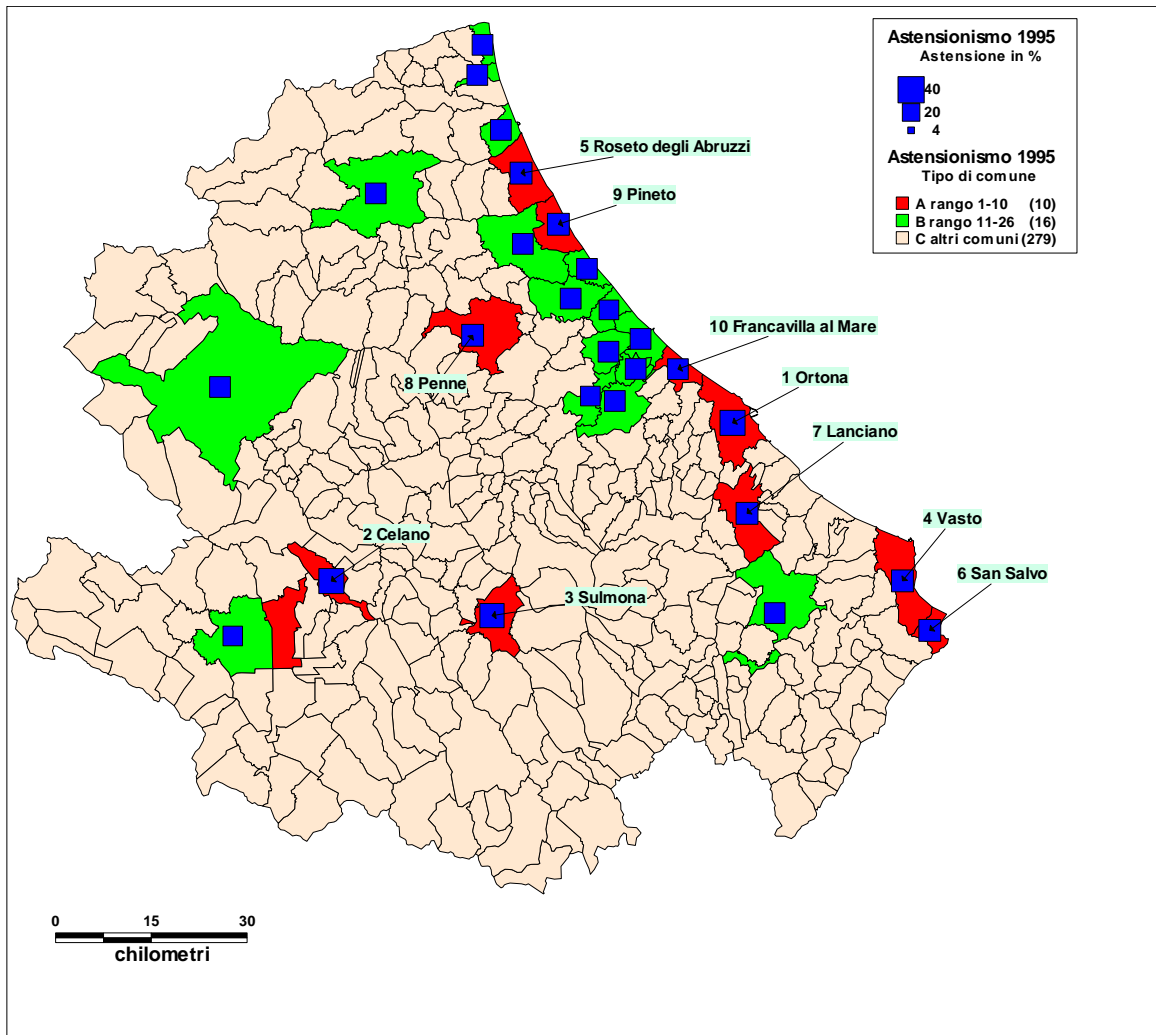 Astensionismo 1995
Astensione in %
40
20
4
Astensionismo 1995
Tipo di comune
A rango 1-10 (10)
B rango 11-26 (16)
C altri comuni (279)
5 Roseto degli Abruzzi
9 Pineto
10 Francavilla al Mare
8 Penne
1 Ortona
7 Lanciano
4 Vasto
2 Celano
3 Sulmona
6 San Salvo
0 15 30
chilometri